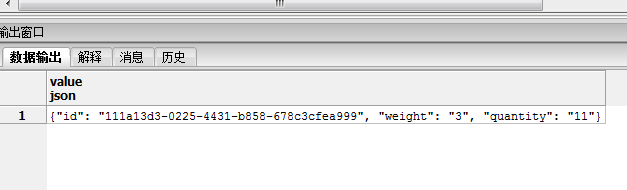 输出窗口
数据输出 解释 消息 历史
value
json
1 {"id": "111a13d3-0225-4431-b858-678c3cfea999", "weight": "3", "quantity": "11"}